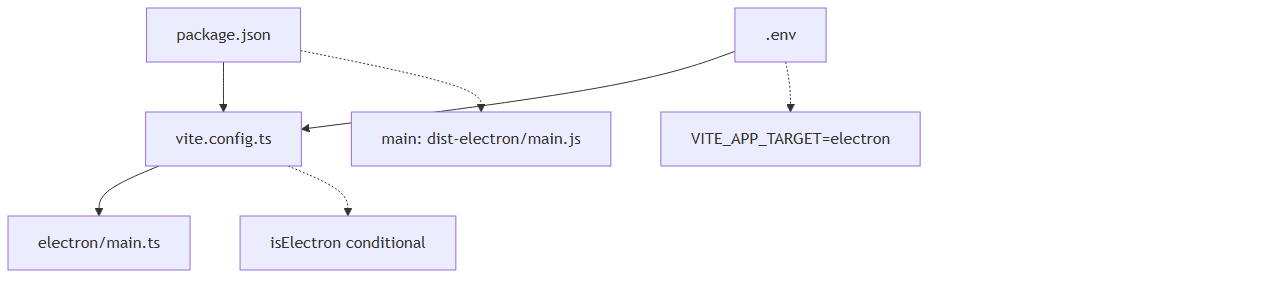 package.json
.env
vite.config.ts
main: dist-electron/main.js
VITE_APP_TARGET=electron
electron/main.ts
isElectron conditional